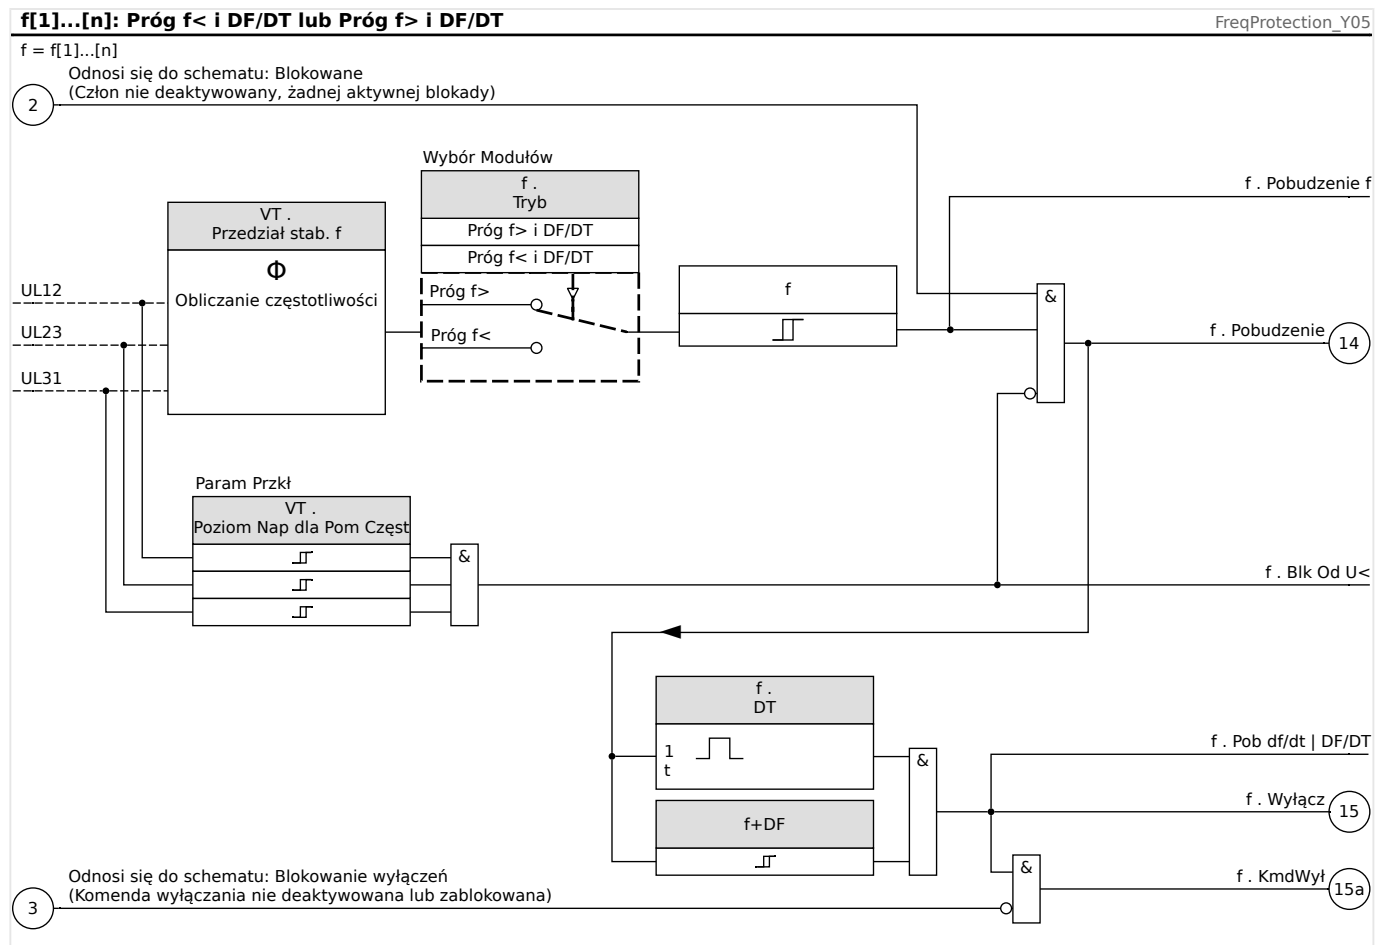 f[1]...[n]: Próg f< i DF/DT lub Próg f> i DF/DT
FreqProtection_Y05
f = f[1]...[n]
Odnosi się do schematu: Blokowane
(Człon nie deaktywowany, żadnej aktywnej blokady)
2
Wybór Modułów
f .
Tryb
Próg f> i DF/DT
Próg f< i DF/DT
Próg f>
Próg f<
VT .
Przedział stab. f
Φ
Obliczanie częstotliwości
UL12
UL23
UL31
f
&
f . Pobudzenie f
f . Pobudzenie
14
Param Przkł
VT .
Poziom Nap dla Pom Częst
&
f . Blk Od U<
f .
DT
1
t
f+DF
&
f . Pob df/dt | DF/DT
f . Wyłącz
15
&
f . KmdWył
15a
Odnosi się do schematu: Blokowanie wyłączeń
(Komenda wyłączania nie deaktywowana lub zablokowana)
3